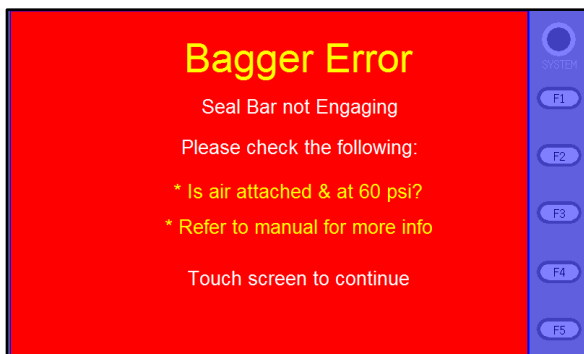 Bagger Error
Seal Bar not Engaging
Please check the following:
* Is air attached & at 60 psi?
* Refer to manual for more info
Touch screen to continue
SYSTEM
F1
F2
F3
F4
F5